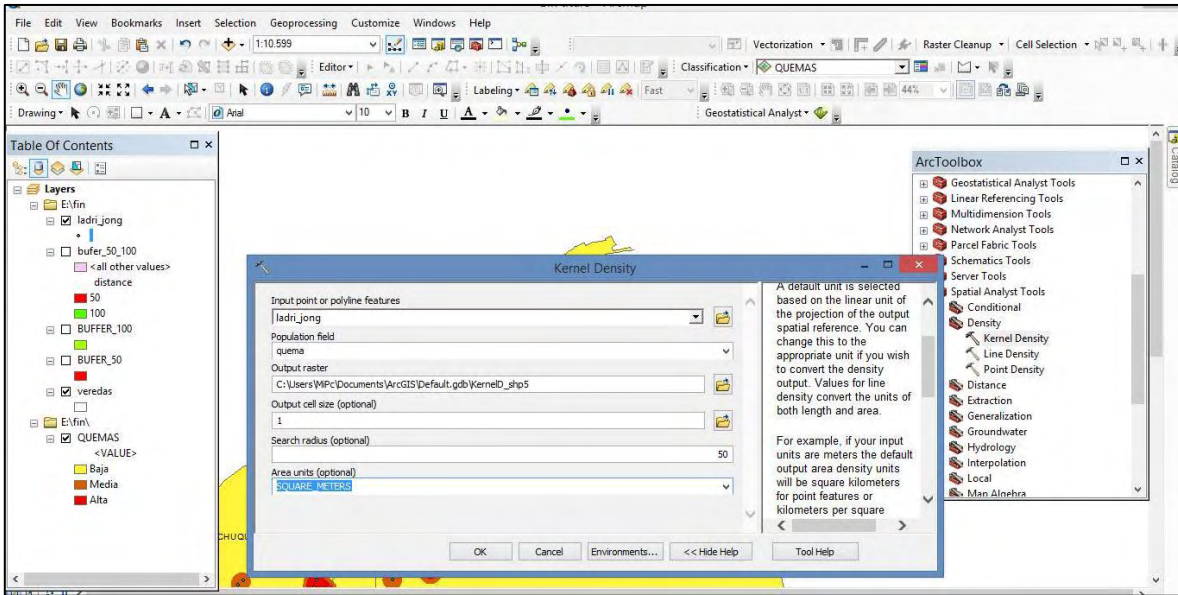 File Edit View Bookmarks Insert Selection Geoprocessing Customize Windows Help
1:10.599
Vectorization
Raster Cleanup
Cell Selection
Editor
Classification
QUEMAS
Labeling
Fast
44%
Drawing
A
Arial
10
B I U A
Geostatistical Analyst
Table Of Contents
Layers
E:\fin
ladri_jong
bufer_50_100
<all other values>
distance
50
100
BUFFER_100
BUFER_50
veredas
E:\fin\
QUEMAS
<VALUE>
Baja
Media
Alta
Kernel Density
Input point or polyline features
ladri_jong
Population field
quema
Output raster
C:\Users\MPc\Documents\ArcGIS\Default.gdb\KernelD_shp5
Output cell size (optional)
1
Search radius (optional)
50
Area units (optional)
SQUARE_METERS
A default unit is selected
based on the linear unit of
the projection of the output
spatial reference. You can
change this to the
appropriate unit if you wish
to convert the density
output. Values for line
density convert the units of
both length and area.
For example, if your input
units are meters the default
output area density units
will be square kilometers
for point features or
kilometers per square
OK
Cancel
Environments...
<< Hide Help
Tool Help
ArcToolbox
Geostatistical Analyst Tools
Linear Referencing Tools
Multidimension Tools
Network Analyst Tools
Parcel Fabric Tools
Schematics Tools
Server Tools
Spatial Analyst Tools
Conditional
Density
Kernel Density
Line Density
Point Density
Distance
Extraction
Generalization
Groundwater
Hydrology
Interpolation
Local
Map Algebra
Catalog